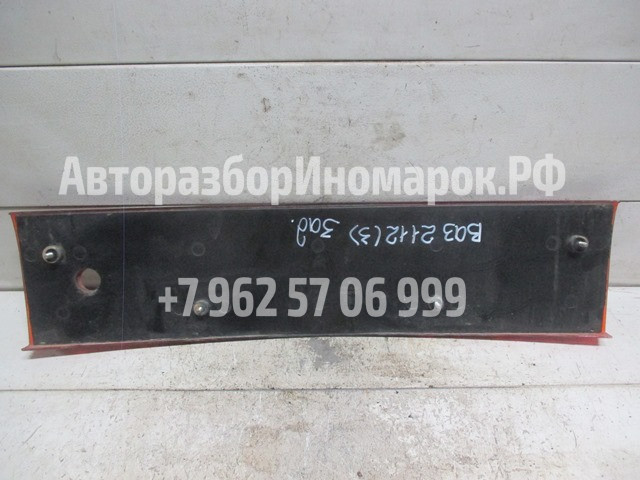 АвторазборИномарок.РФ
ВАЗ 2112 (3) Зад.
+7 962 57 06 999